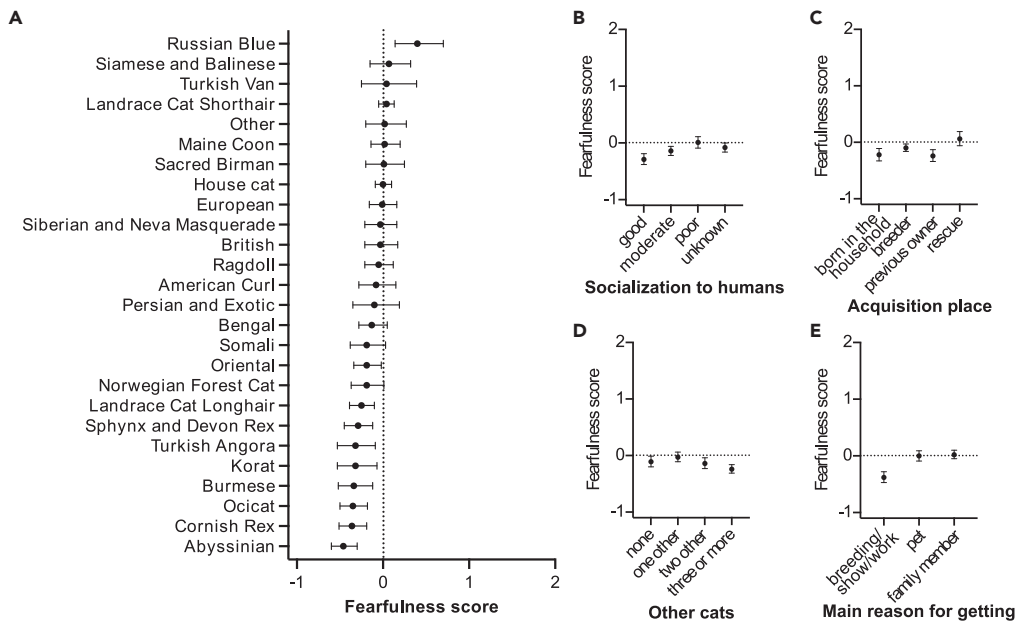 A
Russian Blue
Siamese and Balinese
Turkish Van
Landrace Cat Shorthair
Other
Maine Coon
Sacred Birman
House cat
European
Siberian and Neva Masquerade
British
Ragdoll
American Curl
Persian and Exotic
Bengal
Somali
Oriental
Norwegian Forest Cat
Landrace Cat Longhair
Sphynx and Devon Rex
Turkish Angora
Korat
Burmese
Ocicat
Cornish Rex
Abyssinian
-1 0 1 2
Fearfulness score
B
Fearfulness score
2
1
0
-1
good
moderate
poor
unknown
Socialization to humans
C
Fearfulness score
2
1
0
-1
born in the
household
breeder
previous owner
rescue
Acquisition place
D
Fearfulness score
2
1
0
-1
none
one other
two other
three or more
Other cats
E
Fearfulness score
2
1
0
-1
breeding/
show/work
pet
family member
Main reason for getting